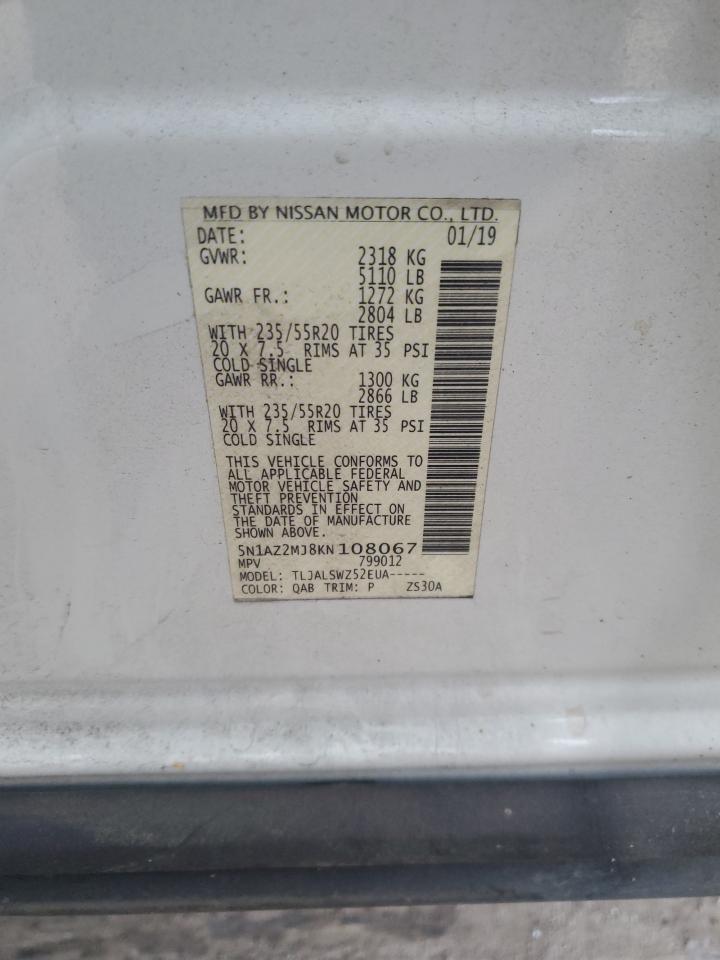 MFD BY NISSAN MOTOR CO., LTD.
DATE: 01/19
GVWR: 2318 KG
5110 LB
GAWR FR.: 1272 KG
2804 LB
WITH 235/55R20 TIRES
20 X 7.5 RIMS AT 35 PSI
COLD SINGLE
GAWR RR.: 1300 KG
2866 LB
WITH 235/55R20 TIRES
20 X 7.5 RIMS AT 35 PSI
COLD SINGLE
THIS VEHICLE CONFORMS TO
ALL APPLICABLE FEDERAL
MOTOR VEHICLE SAFETY AND
THEFT PREVENTION
STANDARDS IN EFFECT ON
THE DATE OF MANUFACTURE
SHOWN ABOVE.
5N1AZ2MJ8KN108067
MPV 799012
MODEL: TLJALSWZ52EUA-----
COLOR: QAB TRIM: P ZS30A